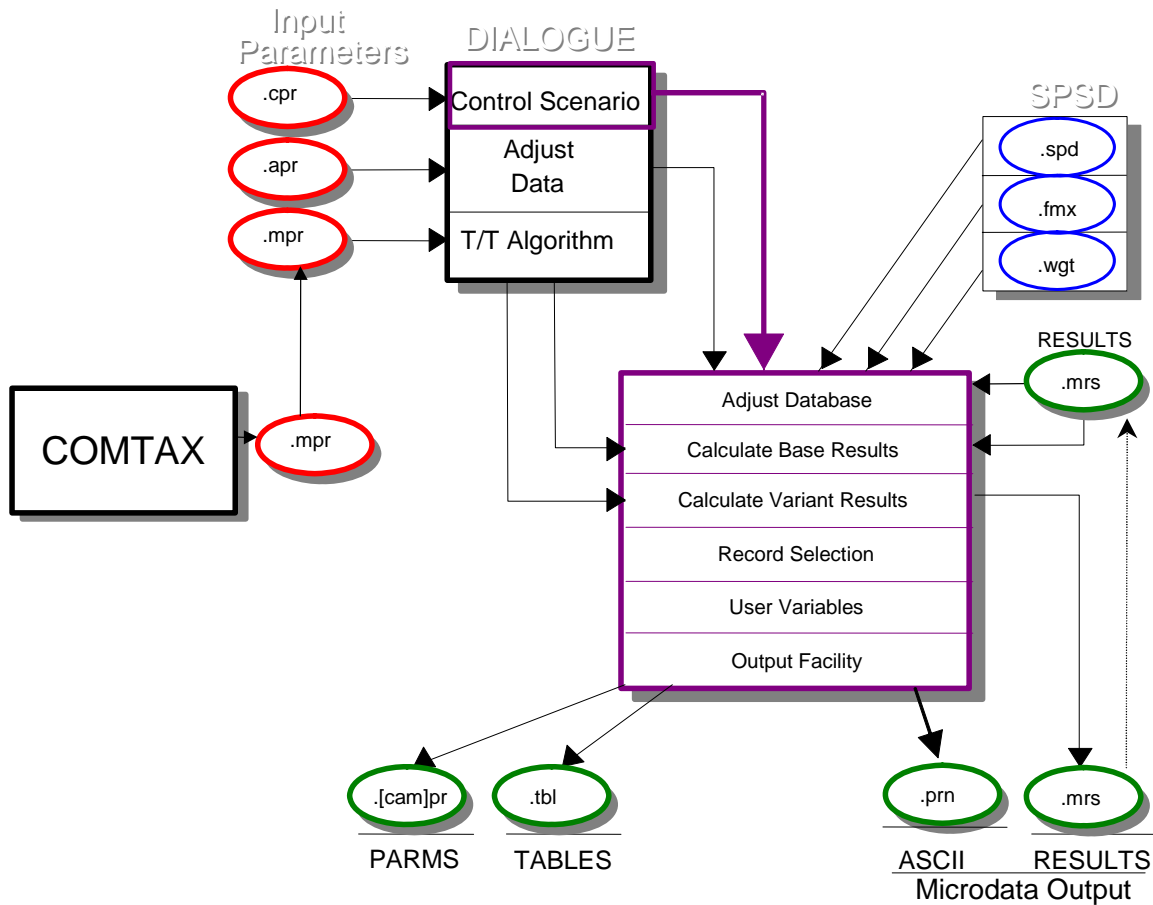 Input
Parameters
DIALOGUE
.cpr
Control Scenario
SPSD
.apr
Adjust
Data
.spd
.mpr
T/T Algorithm
.fmx
.wgt
RESULTS
.mrs
COMTAX
.mpr
Adjust Database
Calculate Base Results
Calculate Variant Results
Record Selection
User Variables
Output Facility
.[cam]pr
.tbl
.prn
.mrs
PARMS
TABLES
ASCII
RESULTS
Microdata Output